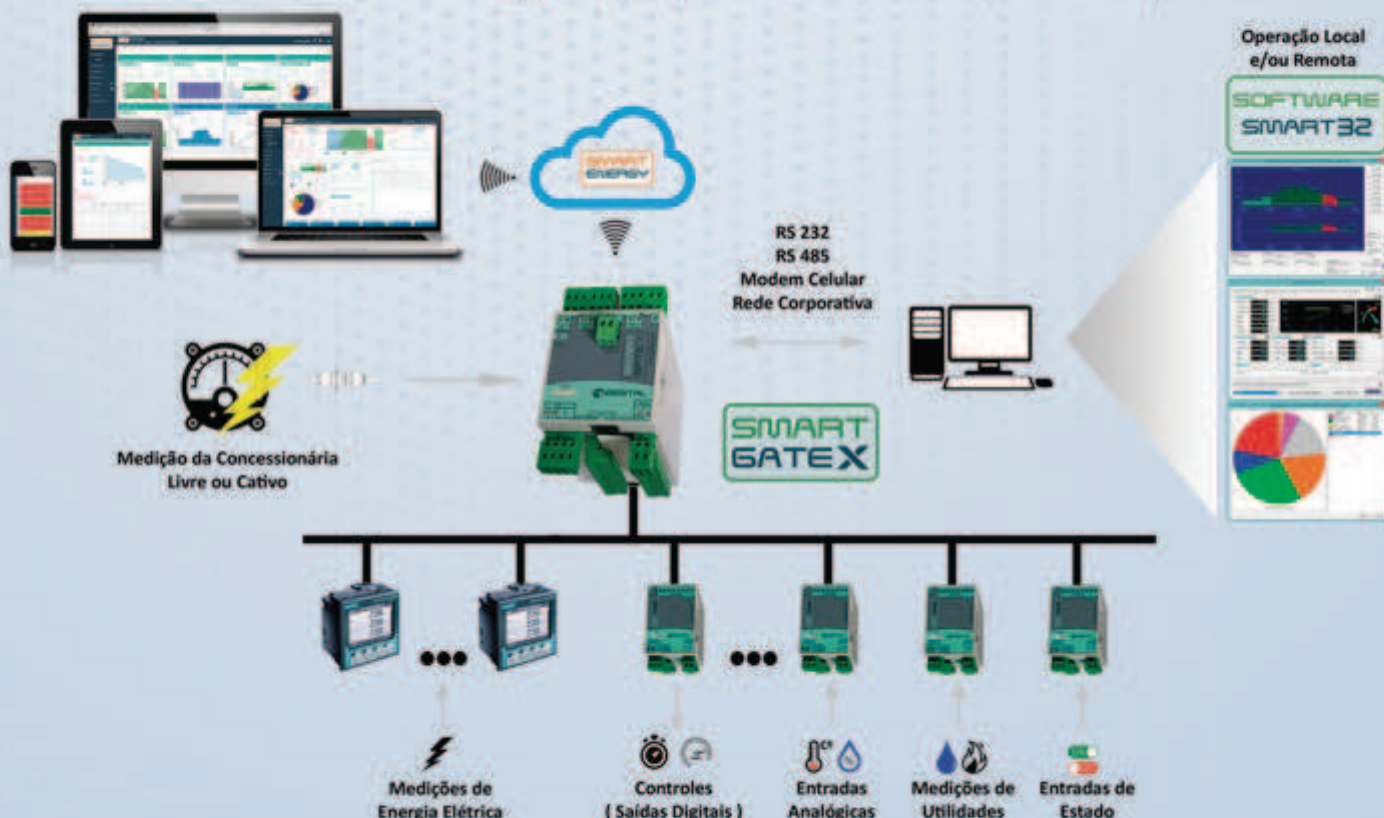 Operação Local
e/ou Remota
SOFTWARE
SMART32
SMART
ENERGY
RS 232
RS 485
Modem Celular
Rede Corporativa
SMART
GATE X
Medição da Concessionária
Livre ou Cativo
Medições de
Energia Elétrica
Controles
( Saídas Digitais )
Entradas
Analógicas
Medições de
Utilidades
Entradas de
Estado